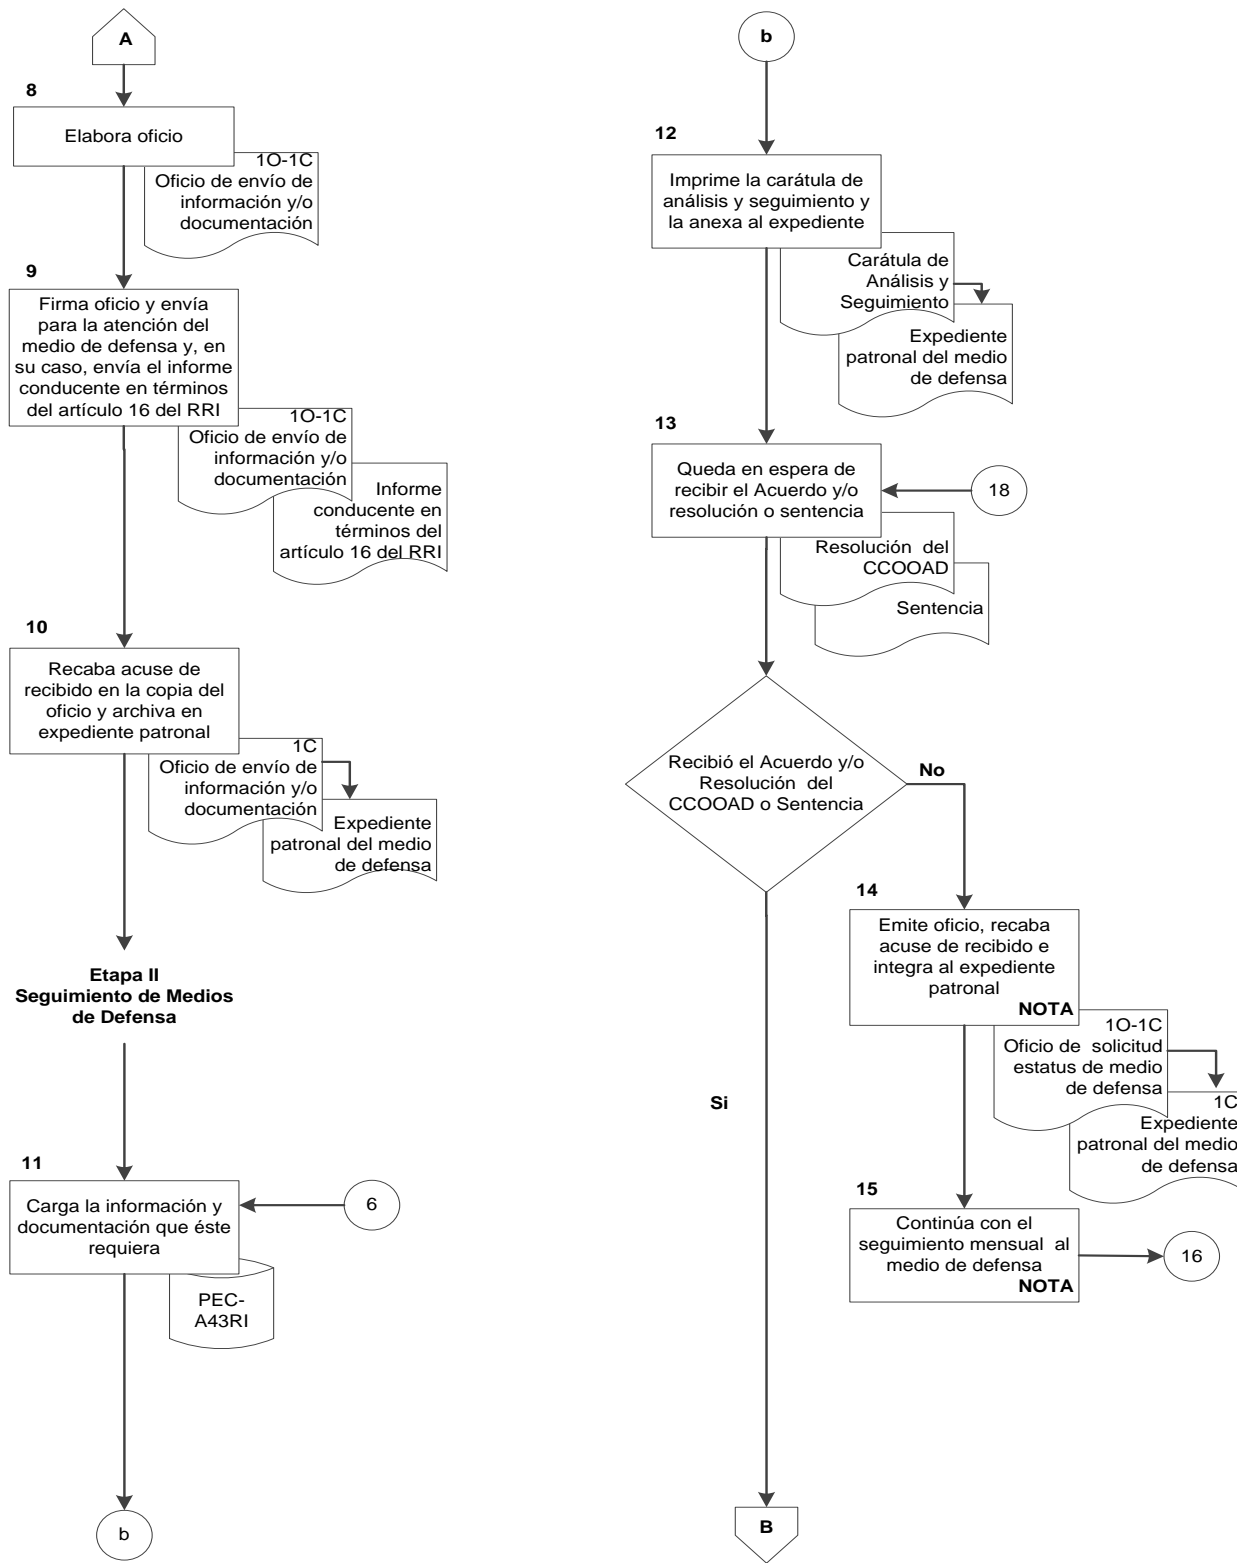 A
8
Elabora oficio
1O-1C
Oficio de envío de
información y/o
documentación
9
Firma oficio y envía
para la atención del
medio de defensa y, en
su caso, envía el informe
conducente en términos
del artículo 16 del RRI
1O-1C
Oficio de envío de
información y/o
documentación
Informe
conducente en
términos del
artículo 16 del RRI
10
Recaba acuse de
recibido en la copia del
oficio y archiva en
expediente patronal
1C
Oficio de envío de
información y/o
documentación
Expediente
patronal del medio
de defensa
Etapa II
Seguimiento de Medios
de Defensa
11
Carga la información y
documentación que éste
requiera
6
PEC-
A43RI
b
b
12
Imprime la carátula de
análisis y seguimiento y
la anexa al expediente
Carátula de
Análisis y
Seguimiento
Expediente
patronal del medio
de defensa
13
Queda en espera de
recibir el Acuerdo y/o
resolución o sentencia
18
Resolución del
CCOOAD
Sentencia
Recibió el Acuerdo y/o
Resolución del
CCOOAD o Sentencia
No
14
Emite oficio, recaba
acuse de recibido e
integra al expediente
patronal
NOTA
1O-1C
Oficio de solicitud
estatus de medio
de defensa
1C
Expediente
patronal del medio
de defensa
Si
15
Continúa con el
seguimiento mensual al
medio de defensa
NOTA
16
B